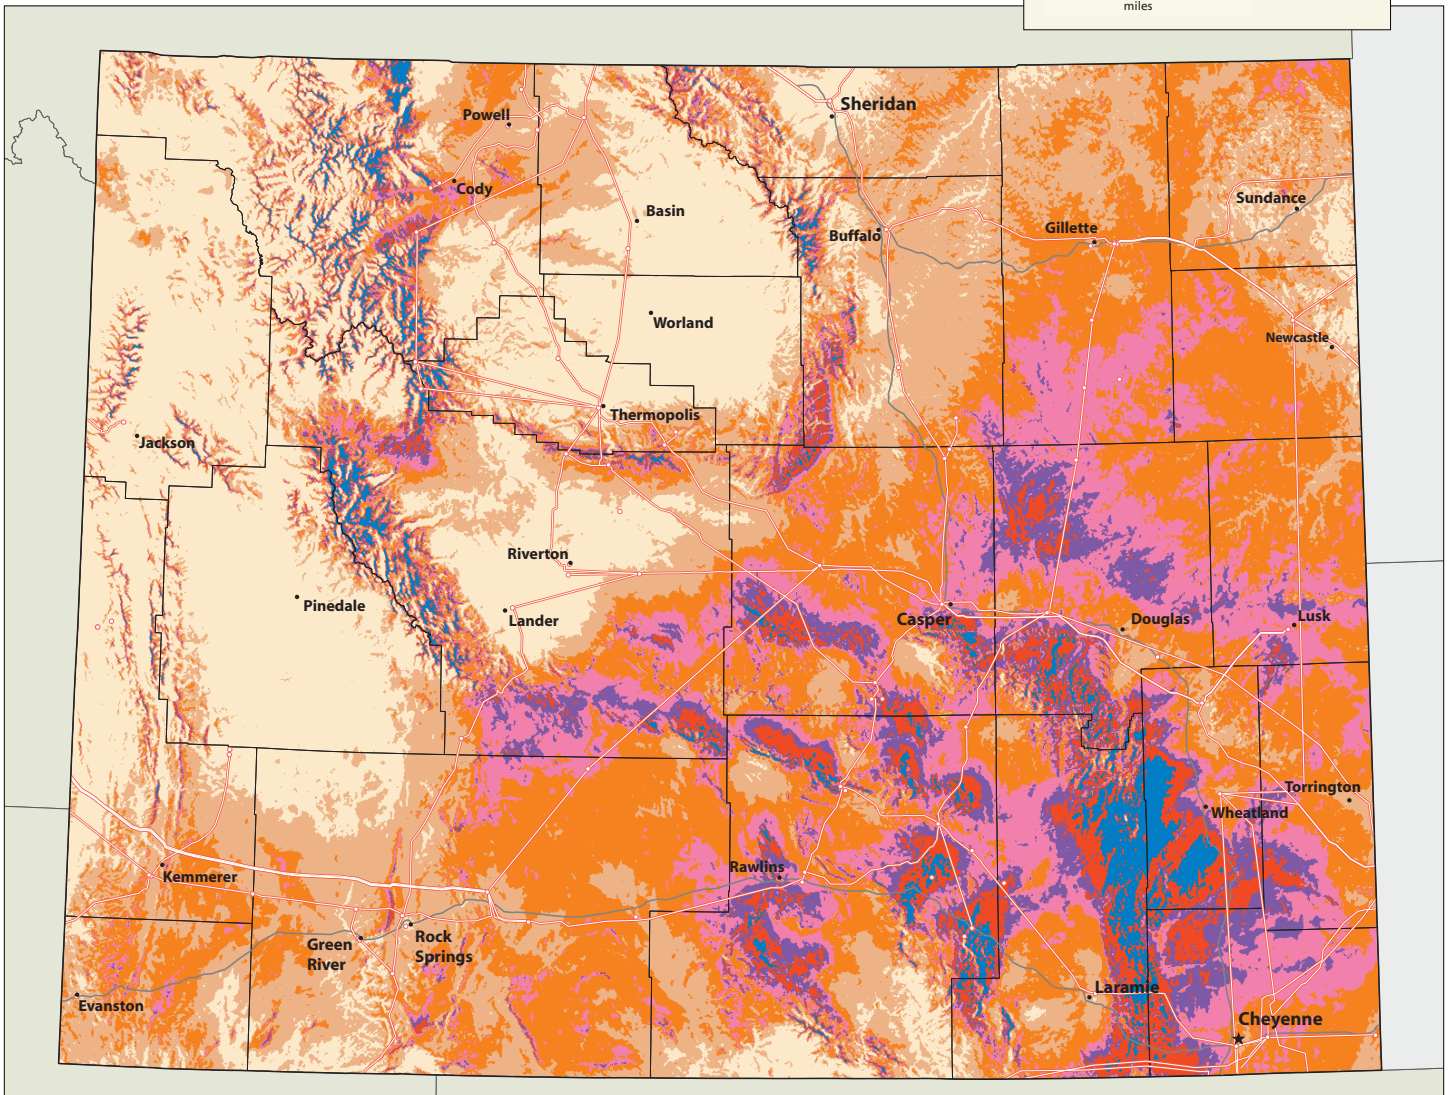 miles
Sheridan
Powell
Cody
Basin
Sundance
Buffalo
Gillette
Worland
Newcastle
Thermopolis
Jackson
Riverton
Pinedale
Lander
Casper
Douglas
Lusk
Torrington
Wheatland
Rawlins
Kemmerer
Green
River
Rock
Springs
Laramie
Evanston
Cheyenne